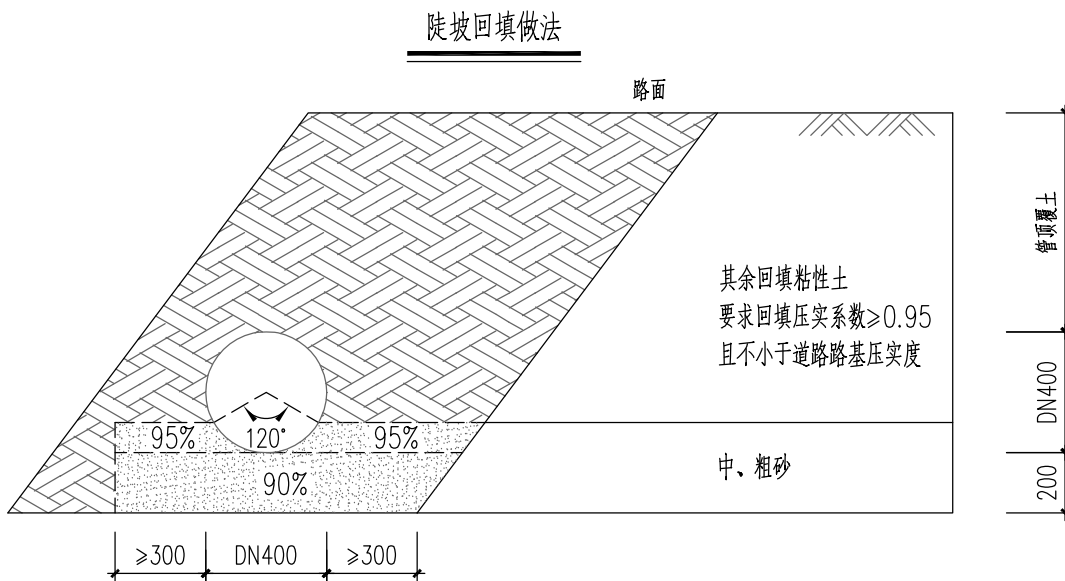 陡坡回填做法
路面
管顶覆土
其余回填粘性土
要求回填压实系数≥0.95
且不小于道路路基压实度
DN400
95%
120°
95%
中、粗砂
90%
200
≥300
DN400
≥300